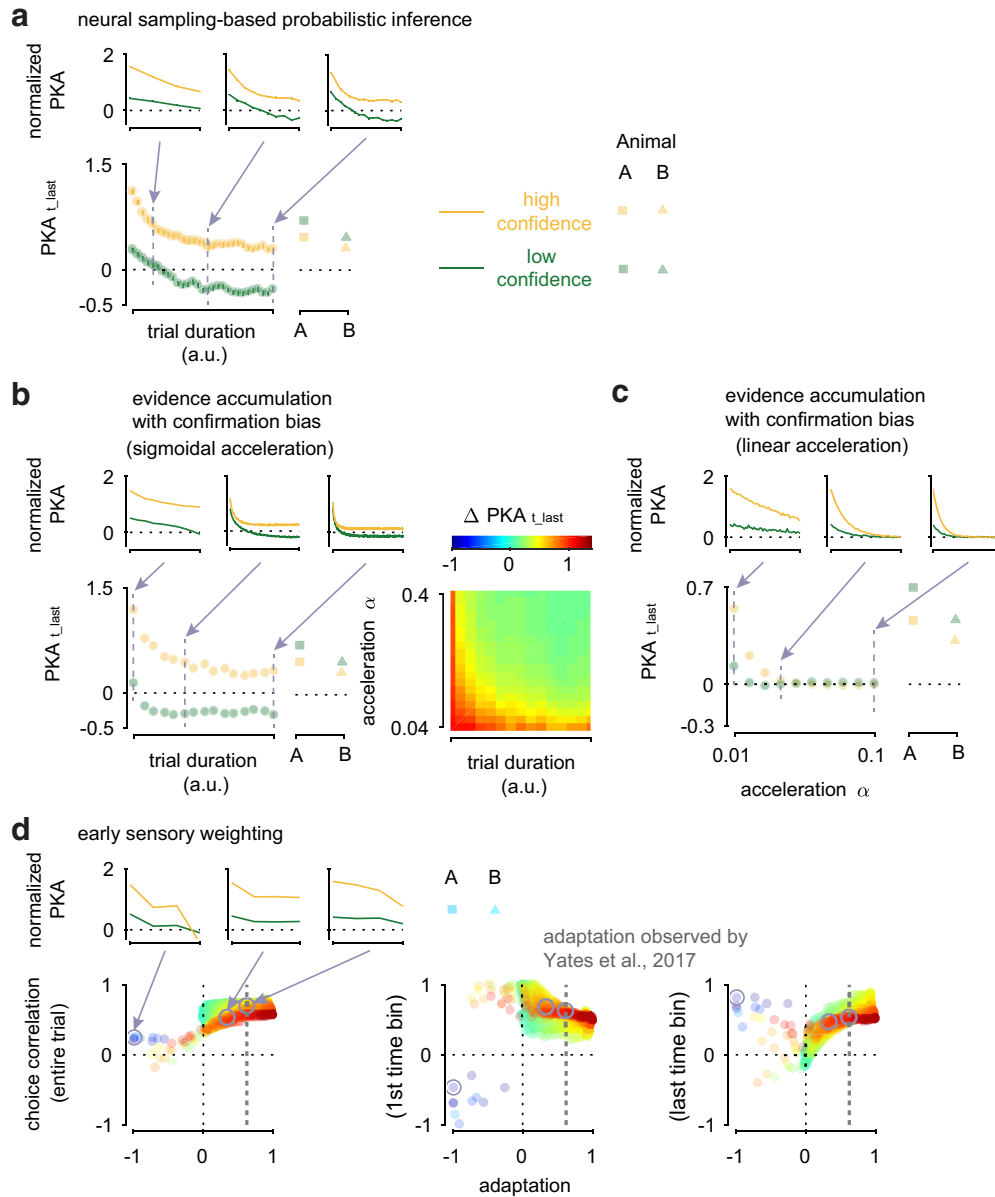 a
neural sampling-based probabilistic inference
normalized
PKA
2
0
PKA t_last
1.5
0
-0.5
trial duration
(a.u.)
A
B
Animal
A
B
high
confidence
low
confidence
b
evidence accumulation
with confirmation bias
(sigmoidal acceleration)
normalized
PKA
2
0
PKA t_last
1.5
0
-0.5
trial duration
(a.u.)
A
B
Δ PKA t_last
-1
0
1
acceleration α
0.4
0.04
trial duration
(a.u.)
c
evidence accumulation
with confirmation bias
(linear acceleration)
normalized
PKA
2
0
PKA t_last
0.7
0
-0.3
0.01
0.1
A
B
acceleration α
d
early sensory weighting
normalized
PKA
2
0
A
B
adaptation observed by
Yates et al., 2017
choice correlation
(entire trial)
1
0
-1
-1
0
1
(1st time bin)
1
0
-1
-1
0
1
adaptation
(last time bin)
1
0
-1
-1
0
1